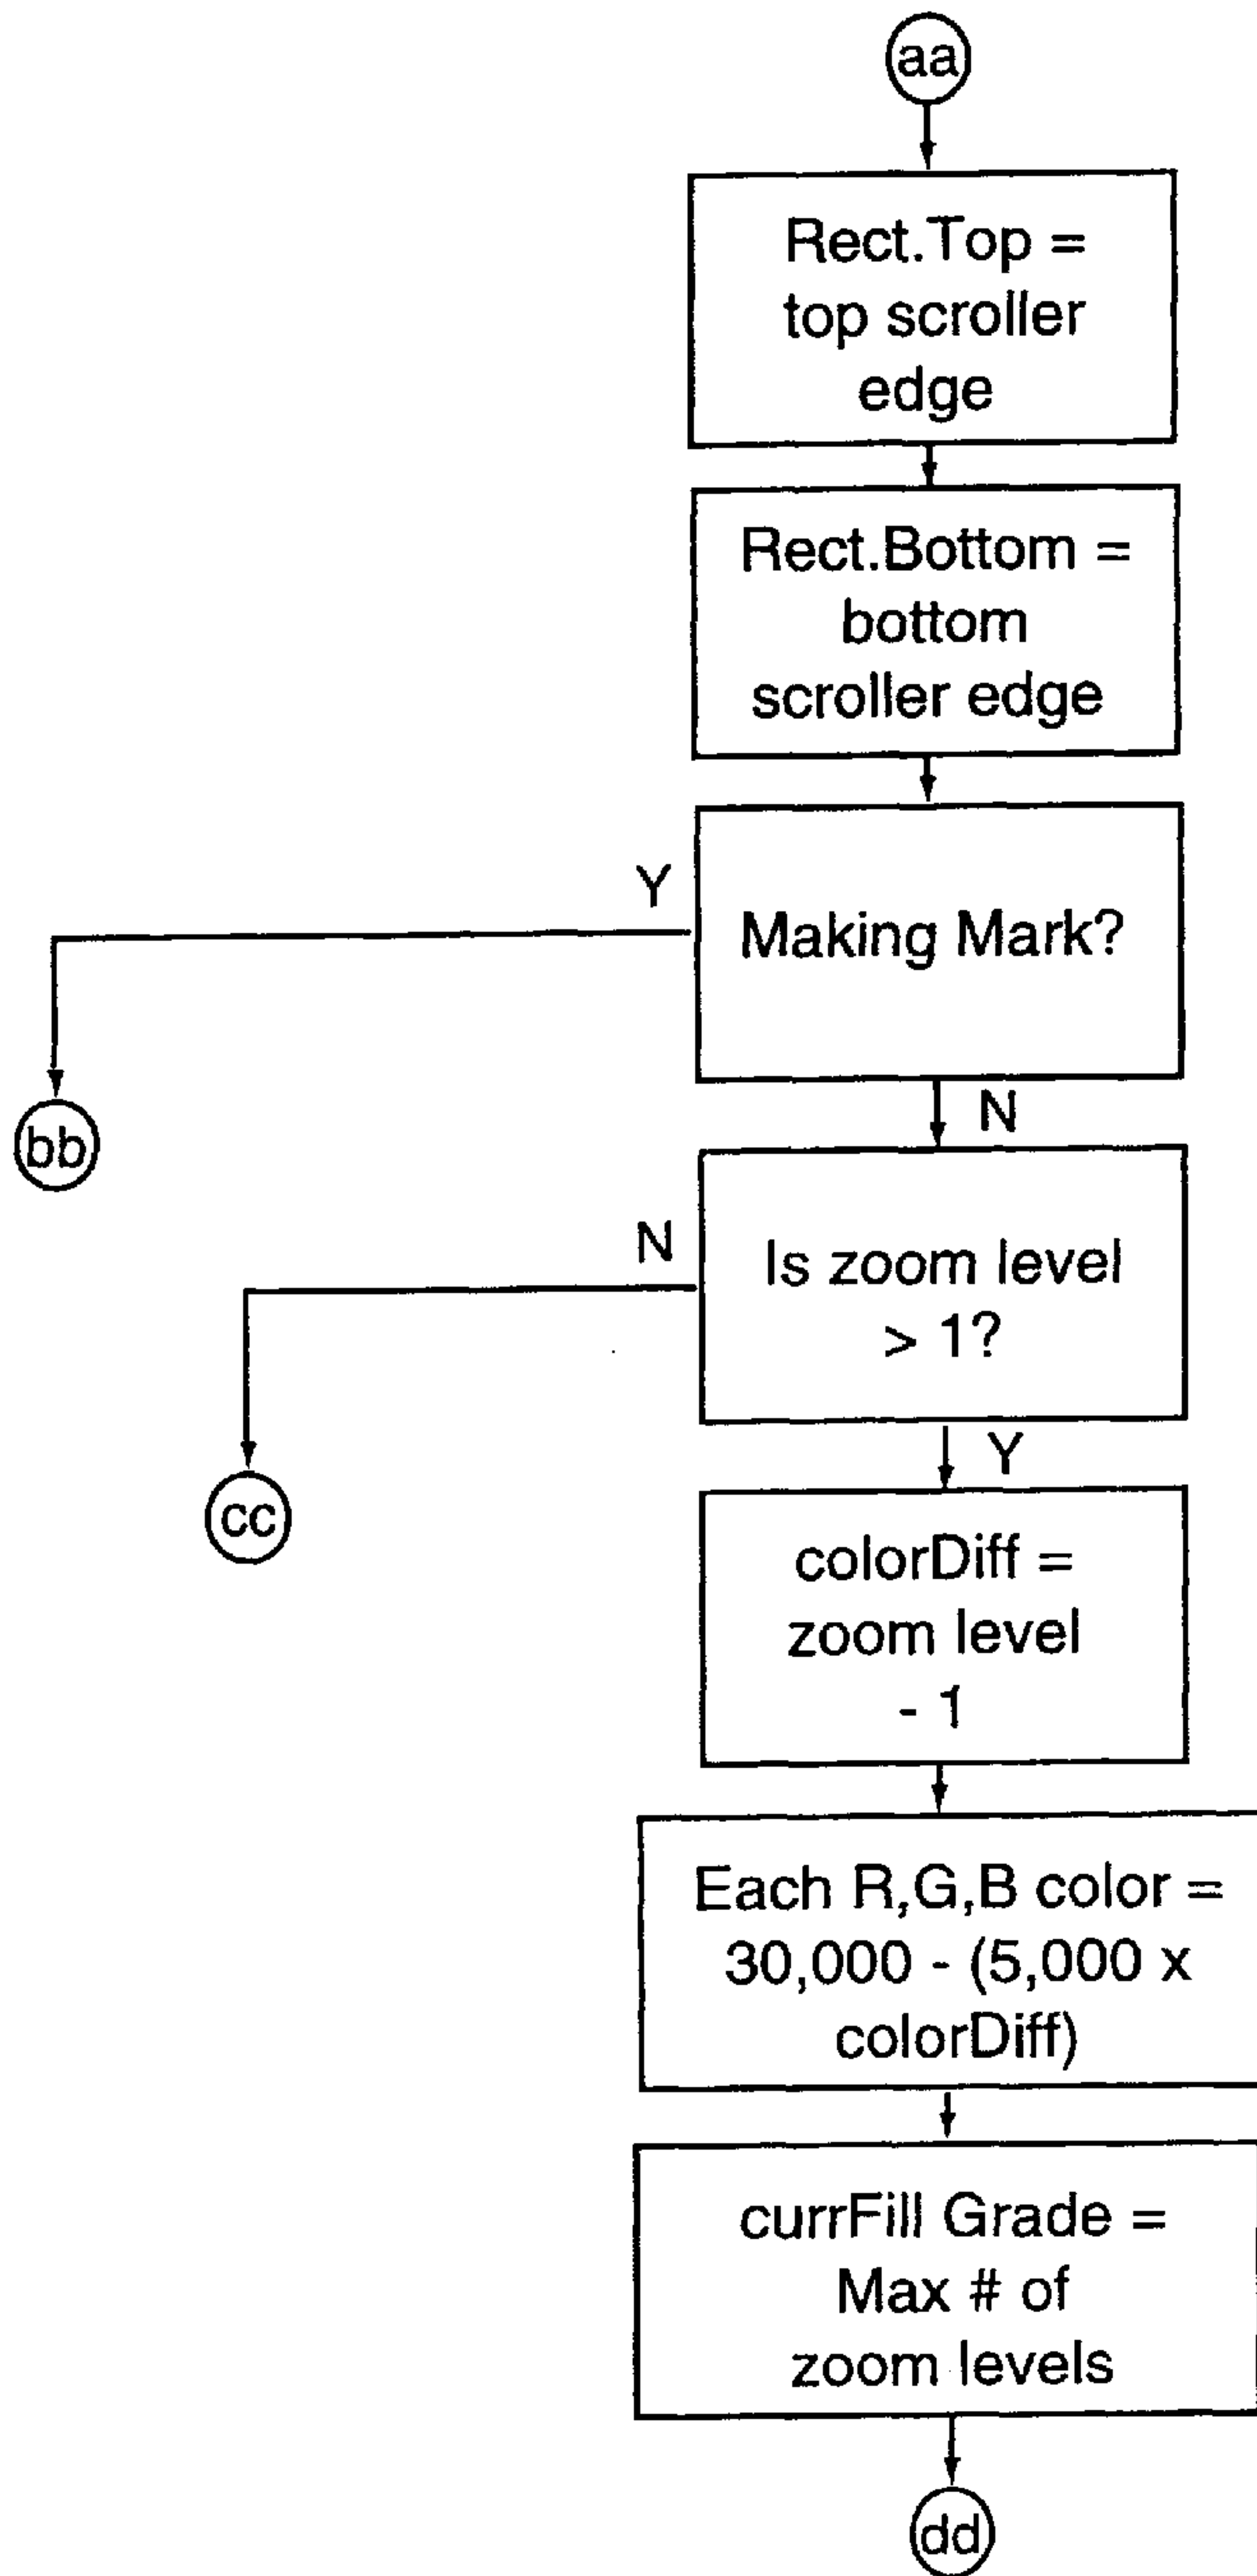 aa
Rect.Top =
top scroller
edge
Rect.Bottom =
bottom
scroller edge
Y
Making Mark?
bb
N
N
Is zoom level
> 1?
cc
Y
colorDiff =
zoom level
- 1
Each R,G,B color =
30,000 - (5,000 x
colorDiff)
currFill Grade =
Max # of
zoom levels
dd